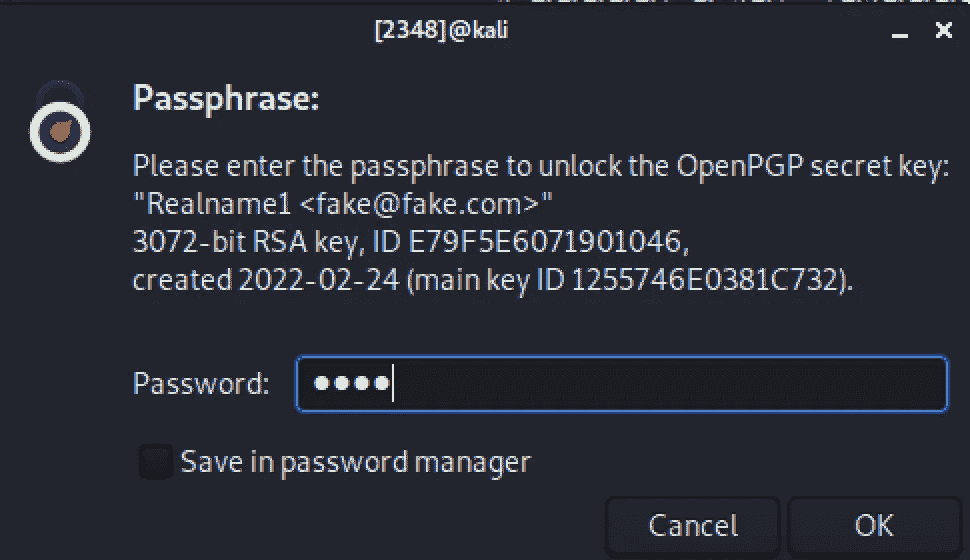 [2348]@kali
Passphrase:
Please enter the passphrase to unlock the OpenPGP secret key:
"Realname1 <fake@fake.com>"
3072-bit RSA key, ID E79F5E6071901046,
created 2022-02-24 (main key ID 1255746E0381C732).
Password: ●●●●
Save in password manager
Cancel OK